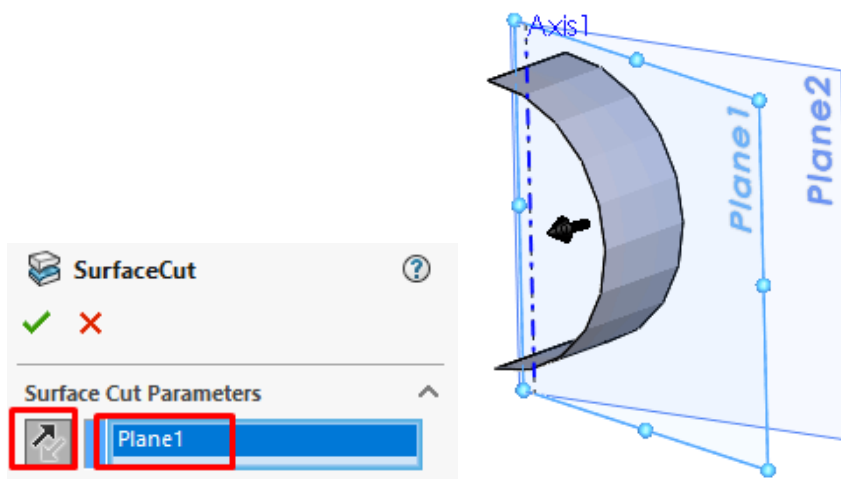 Axis1
Plane1
Plane2
SurfaceCut
?
Surface Cut Parameters
Plane1